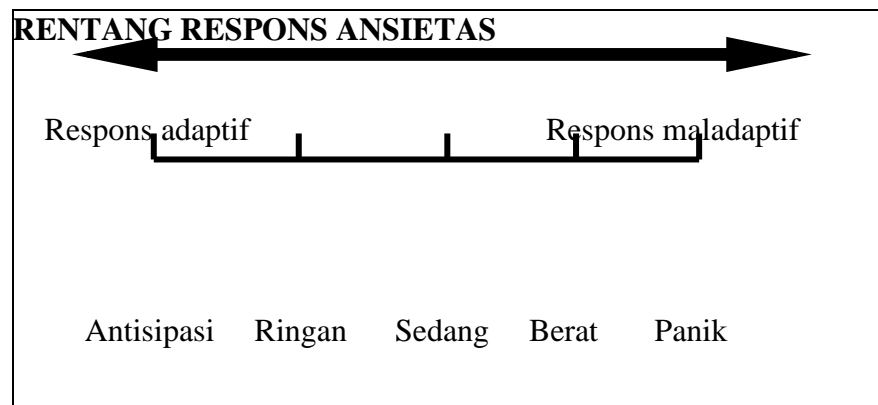 RENTANG RESPONS ANSIETAS
Respons adaptif Respons maladaptif
Antisipasi Ringan Sedang Berat Panik